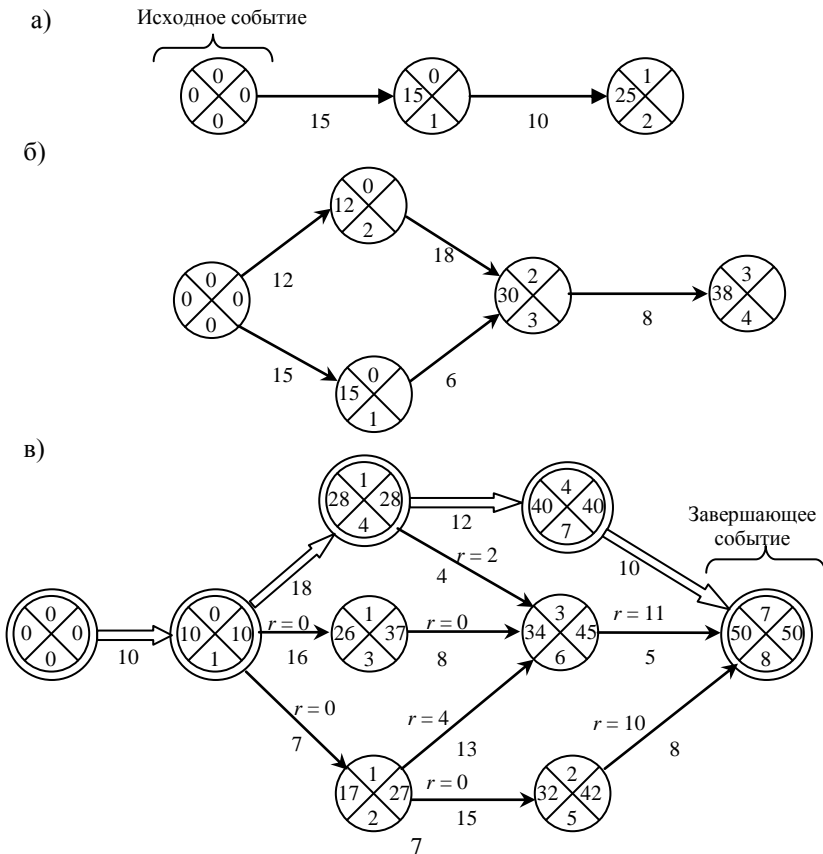 а)
Исходное событие
0 0 1
0 0 15 25
0 15 1 10 2
б)
0
12
2
0 12 18 2 3
0 0 30 38
0 3 8 4
15 0 6
15
1
в)
1 4
28 28 40 40
4 12 7
Завершающее
событие
r = 2
18 4 10
0 0 r=0 1 r=0 3 r = 11 7
0 0 10 10 26 37 34 45 50 50
0 10 1 16 3 8 6 5 8
r = 0 r = 4 r = 10
7 13 8
1 r=0 2
17 27 32 42
2 15 5
7